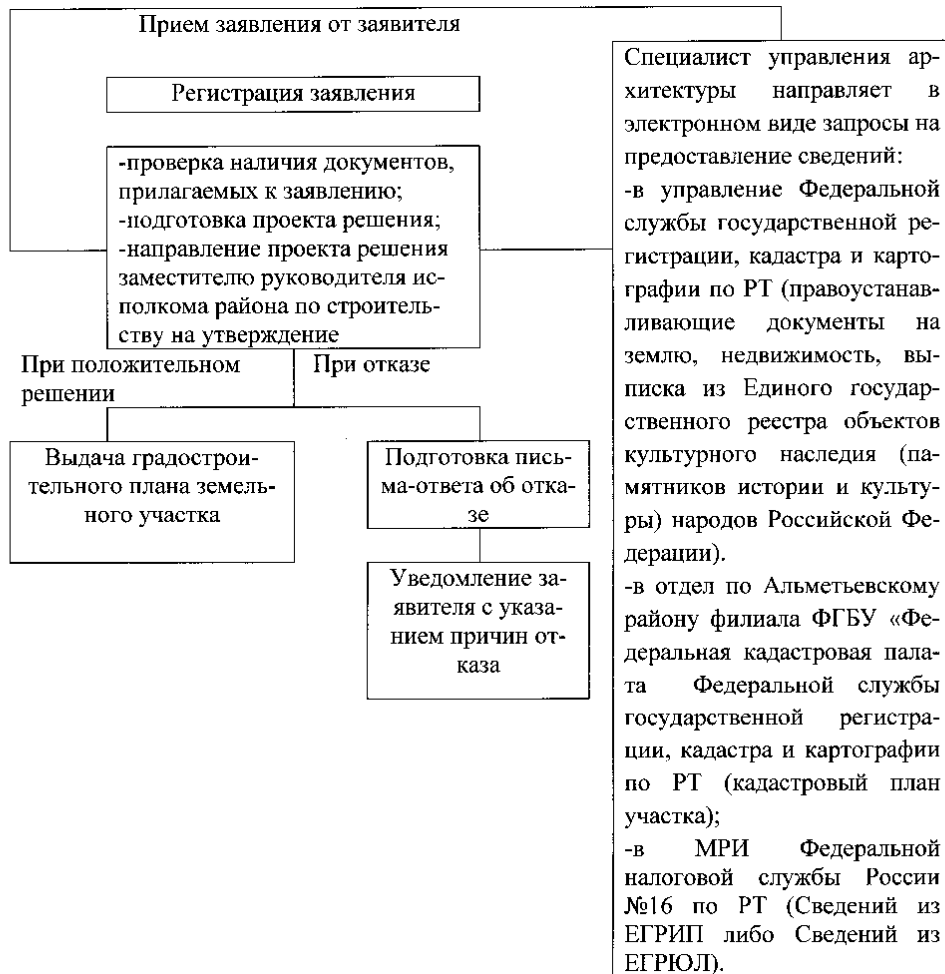 Прием заявления от заявителя
Регистрация заявления
-проверка наличия документов,
прилагаемых к заявлению;
-подготовка проекта решения;
-направление проекта решения
заместителю руководителя ис-
полкома района по строитель-
ству на утверждение
При положительном
решении
При отказе
Выдача градострои-
тельного плана земель-
ного участка
Подготовка пись-
ма-ответа об отка-
зе
Уведомление за-
явителя с указа-
нием причин от-
каза
Специалист управления ар-
хитектуры направляет в
электронном виде запросы на
предоставление сведений:
-в управление Федеральной
службы государственной ре-
гистрации, кадастра и карто-
графии по РТ (правоустанав-
ливающие документы на
землю, недвижимость, вы-
писка из Единого государ-
ственного реестра объектов
культурного наследия (па-
мятников истории и культу-
ры) народов Российской Фе-
дерации).
-в отдел по Альметьевскому
району филиала ФГБУ «Фе-
деральная кадастровая пала-
та Федеральной службы
государственной регистра-
ции, кадастра и картографии
по РТ (кадастровый план
участка);
-в МРИ Федеральной
налоговой службы России
№16 по РТ (Сведений из
ЕГРИП либо Сведений из
ЕГРЮЛ).